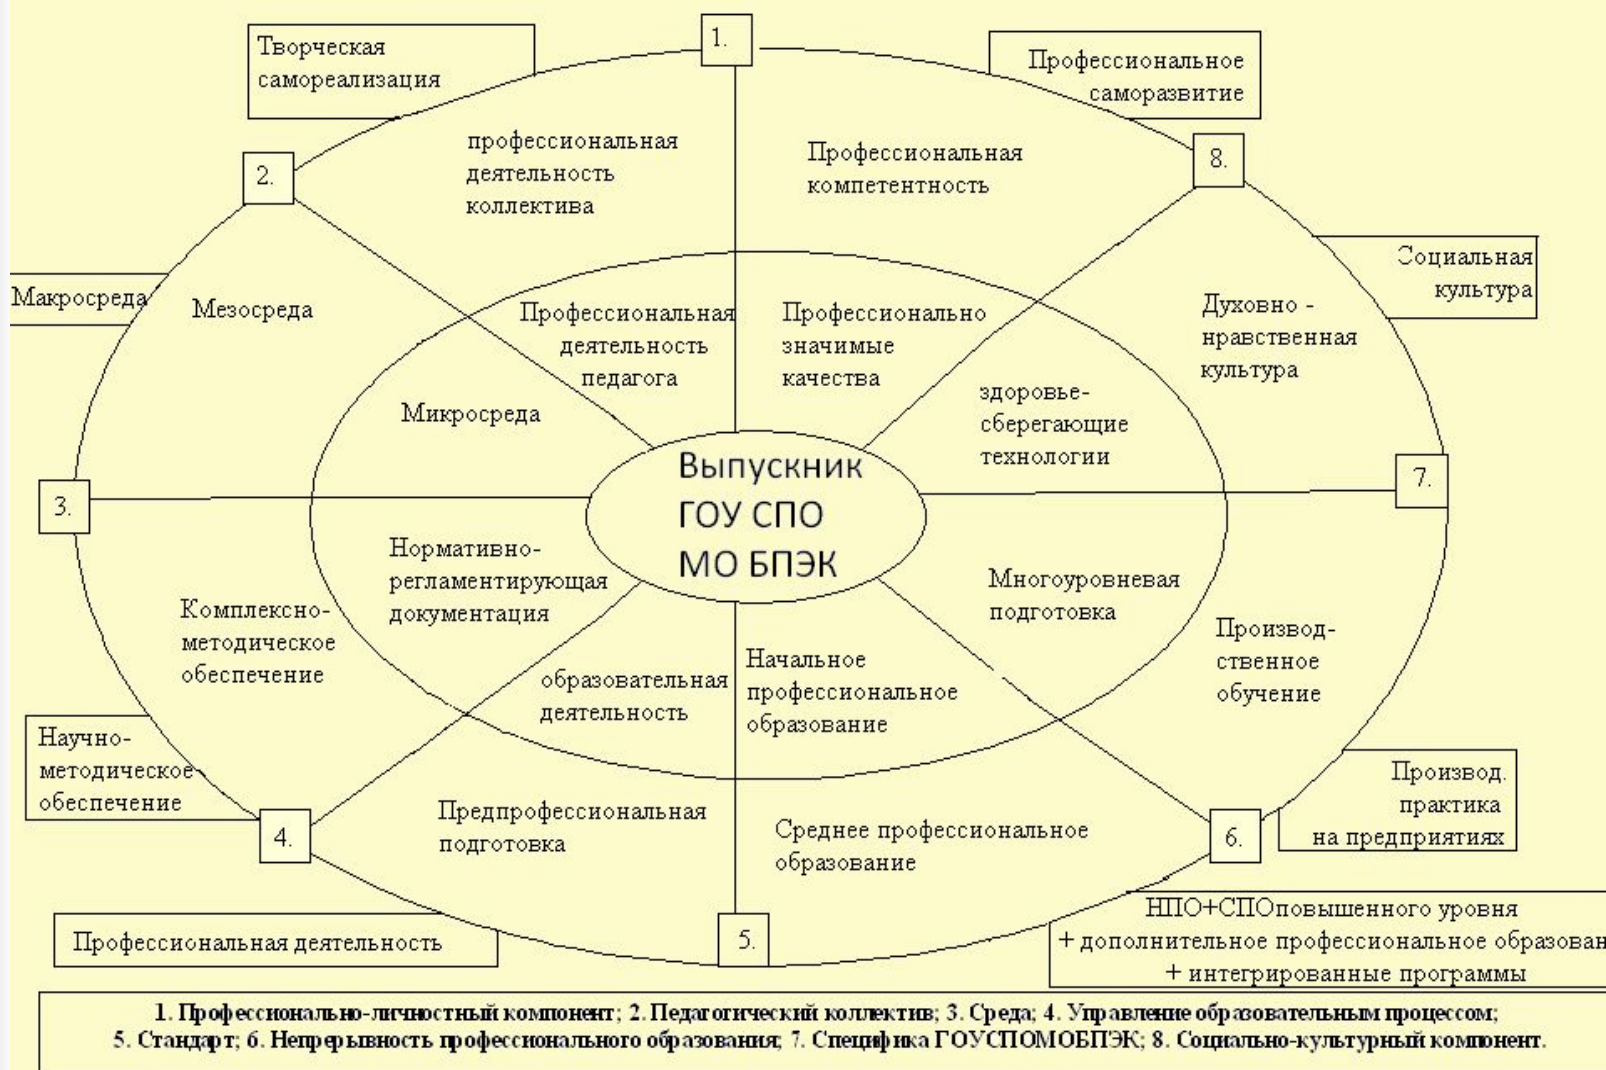 1.
Творческая
самореализация
Профессиональное
саморазвитие
2.
профессиональная
деятельность
коллектива
Профессиональная
компетентность
8.
Социальная
культура
Макросреда
Мезосреда
Профессиональная
деятельность
педагога
Профессионально
значимые
качества
Духовно -
нравственная
культура
Микросреда
здоровье-
сберегающие
технологии
3.
Выпускник
ГОУ СПО
МО БПЭК
7.
Нормативно-
регламентирующая
документация
Многоуровневая
подготовка
Комплексно-
методическое
обеспечение
Производ-
ственное
обучение
образовательная
деятельность
Начальное
профессиональное
образование
Научно-
методическое
обеспечение
Производ.
практика
на предприятиях
4.
Предпрофессиональная
подготовка
Среднее профессиональное
образование
6.
Профессиональная деятельность
5.
НПО+СПОповышенного уровня
+ дополнительное профессиональное образован
+ интегрированные программы
1. Профессионально-личностный компонент; 2. Педагогический коллектив; 3. Среда; 4. Управление образовательным процессом;
5. Стандарт; 6. Непрерывность профессионального образования; 7. Специфика ГОУСПОМОБПЭК; 8. Социально-культурный компонент.